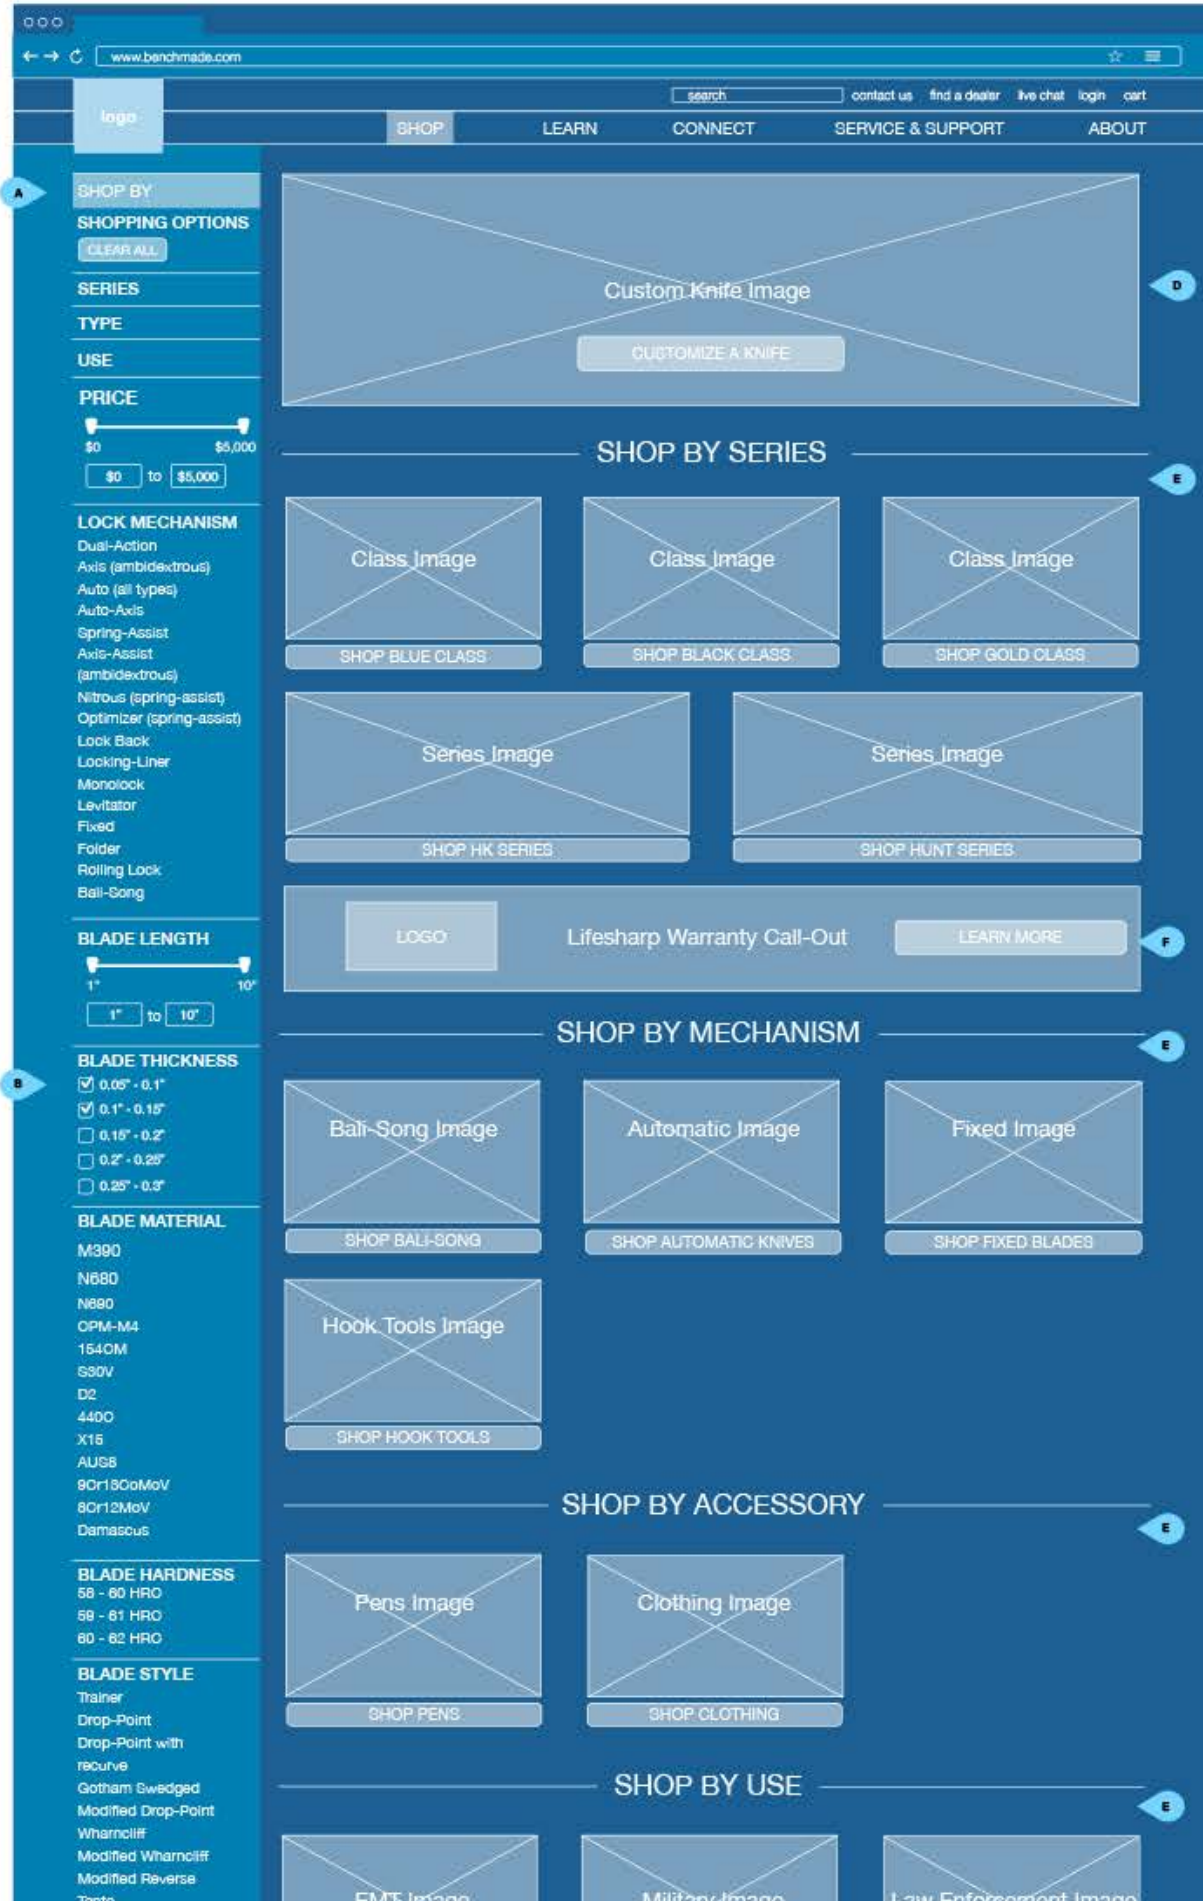 www.benchmade.com
search
contact us find a dealer live chat login cart
logo
SHOP LEARN CONNECT SERVICE & SUPPORT ABOUT
A
SHOP BY
SHOPPING OPTIONS
CLEAR ALL
SERIES
TYPE
USE
PRICE
$0 $5,000
$0 to $5,000
LOCK MECHANISM
Dual-Action
Axis (ambidextrous)
Auto (all types)
Auto-Axis
Spring-Assist
Axis-Assist
(ambidextrous)
Nitrous (spring-assist)
Optimizer (spring-assist)
Lock Back
Locking-Liner
Monolock
Levitator
Fixed
Folder
Rolling Lock
Bali-Song
BLADE LENGTH
1" 10"
1" to 10"
B
BLADE THICKNESS
0.05" - 0.1"
0.1" - 0.15"
0.15" - 0.2"
0.2" - 0.25"
0.25" - 0.3"
BLADE MATERIAL
M390
N680
N690
CPM-M4
154CM
S30V
D2
440C
X15
AUS8
9Cr13CoMoV
8Cr12MoV
Damascus
BLADE HARDNESS
58 - 60 HRC
59 - 61 HRC
60 - 62 HRC
BLADE STYLE
Trainer
Drop-Point
Drop-Point with
recurve
Gotham Swedged
Modified Drop-Point
Wharncliff
Modified Wharncliff
Modified Reverse
Tanto
Custom Knife Image
CUSTOMIZE A KNIFE
D
SHOP BY SERIES
E
Class Image Class Image Class Image
SHOP BLUE CLASS SHOP BLACK CLASS SHOP GOLD CLASS
Series Image Series Image
SHOP HK SERIES SHOP HUNT SERIES
LOGO Lifesharp Warranty Call-Out LEARN MORE
F
SHOP BY MECHANISM
E
Bali-Song Image Automatic Image Fixed Image
SHOP BALI-SONG SHOP AUTOMATIC KNIVES SHOP FIXED BLADES
Hook Tools Image
SHOP HOOK TOOLS
SHOP BY ACCESSORY
E
Pens Image Clothing Image
SHOP PENS SHOP CLOTHING
SHOP BY USE
E
EMT Image Military Image Law Enforcement Image